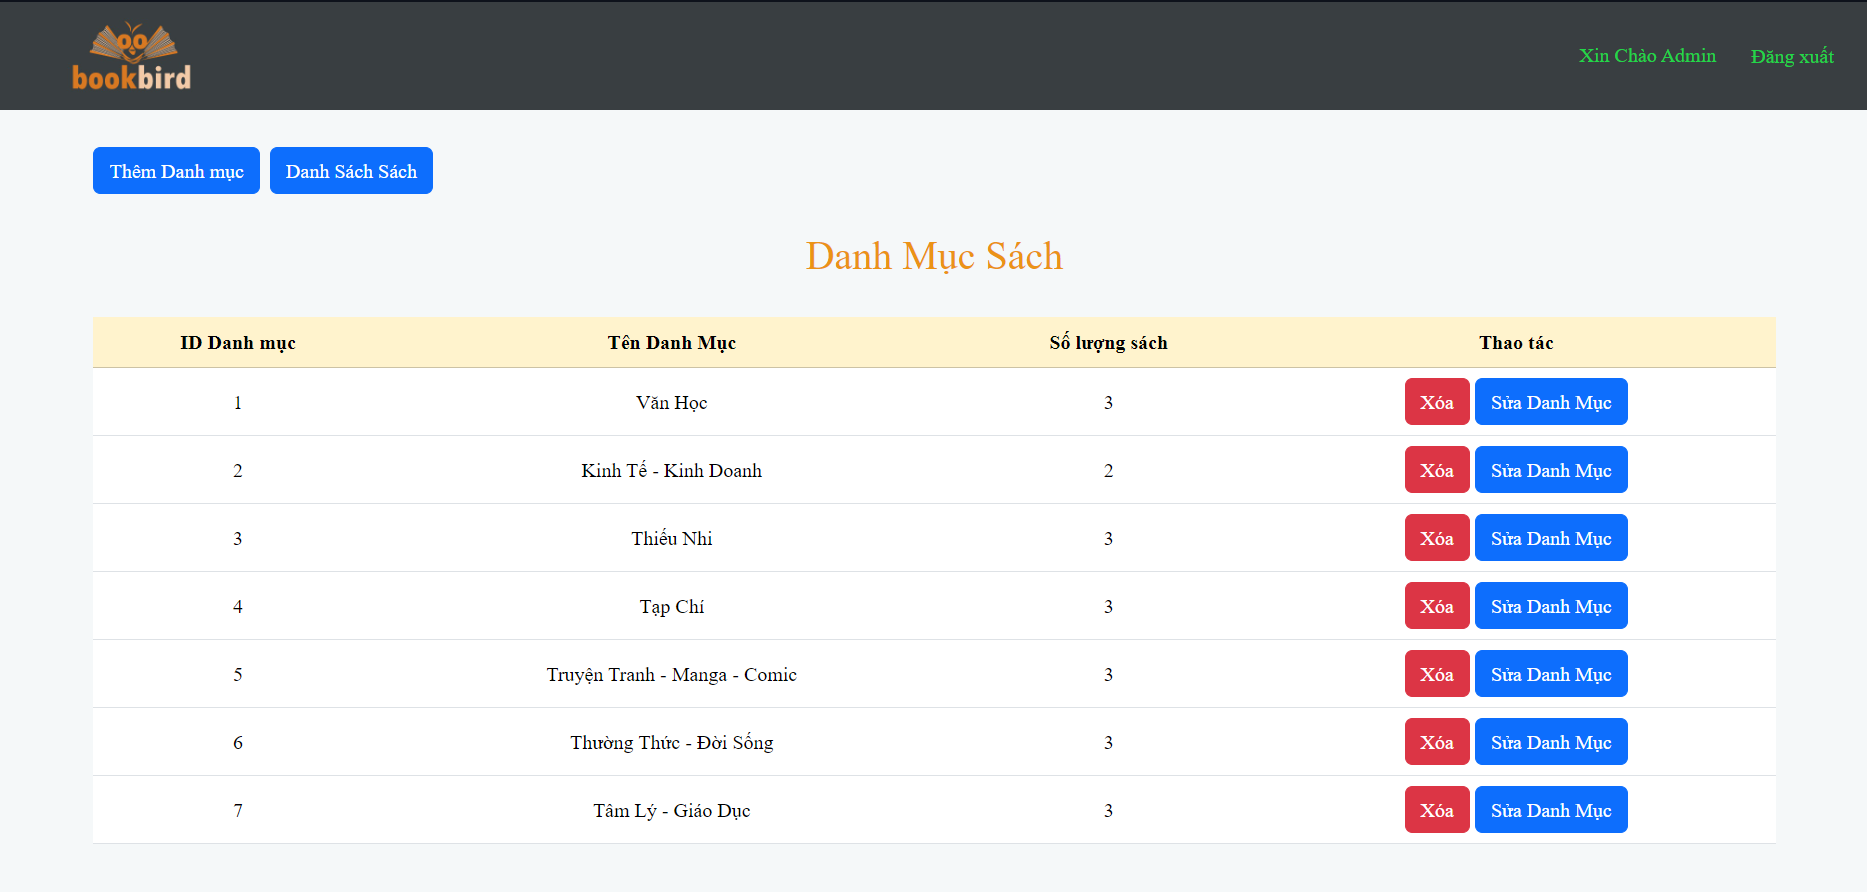 bookbird
Xin Chào Admin Đăng xuất
Thêm Danh mục Danh Sách Sách
Danh Mục Sách
ID Danh mục Tên Danh Mục Số lượng sách Thao tác
1 Văn Học 3 Xóa Sửa Danh Mục
2 Kinh Tế - Kinh Doanh 2 Xóa Sửa Danh Mục
3 Thiếu Nhi 3 Xóa Sửa Danh Mục
4 Tạp Chí 3 Xóa Sửa Danh Mục
5 Truyện Tranh - Manga - Comic 3 Xóa Sửa Danh Mục
6 Thường Thức - Đời Sống 3 Xóa Sửa Danh Mục
7 Tâm Lý - Giáo Dục 3 Xóa Sửa Danh Mục